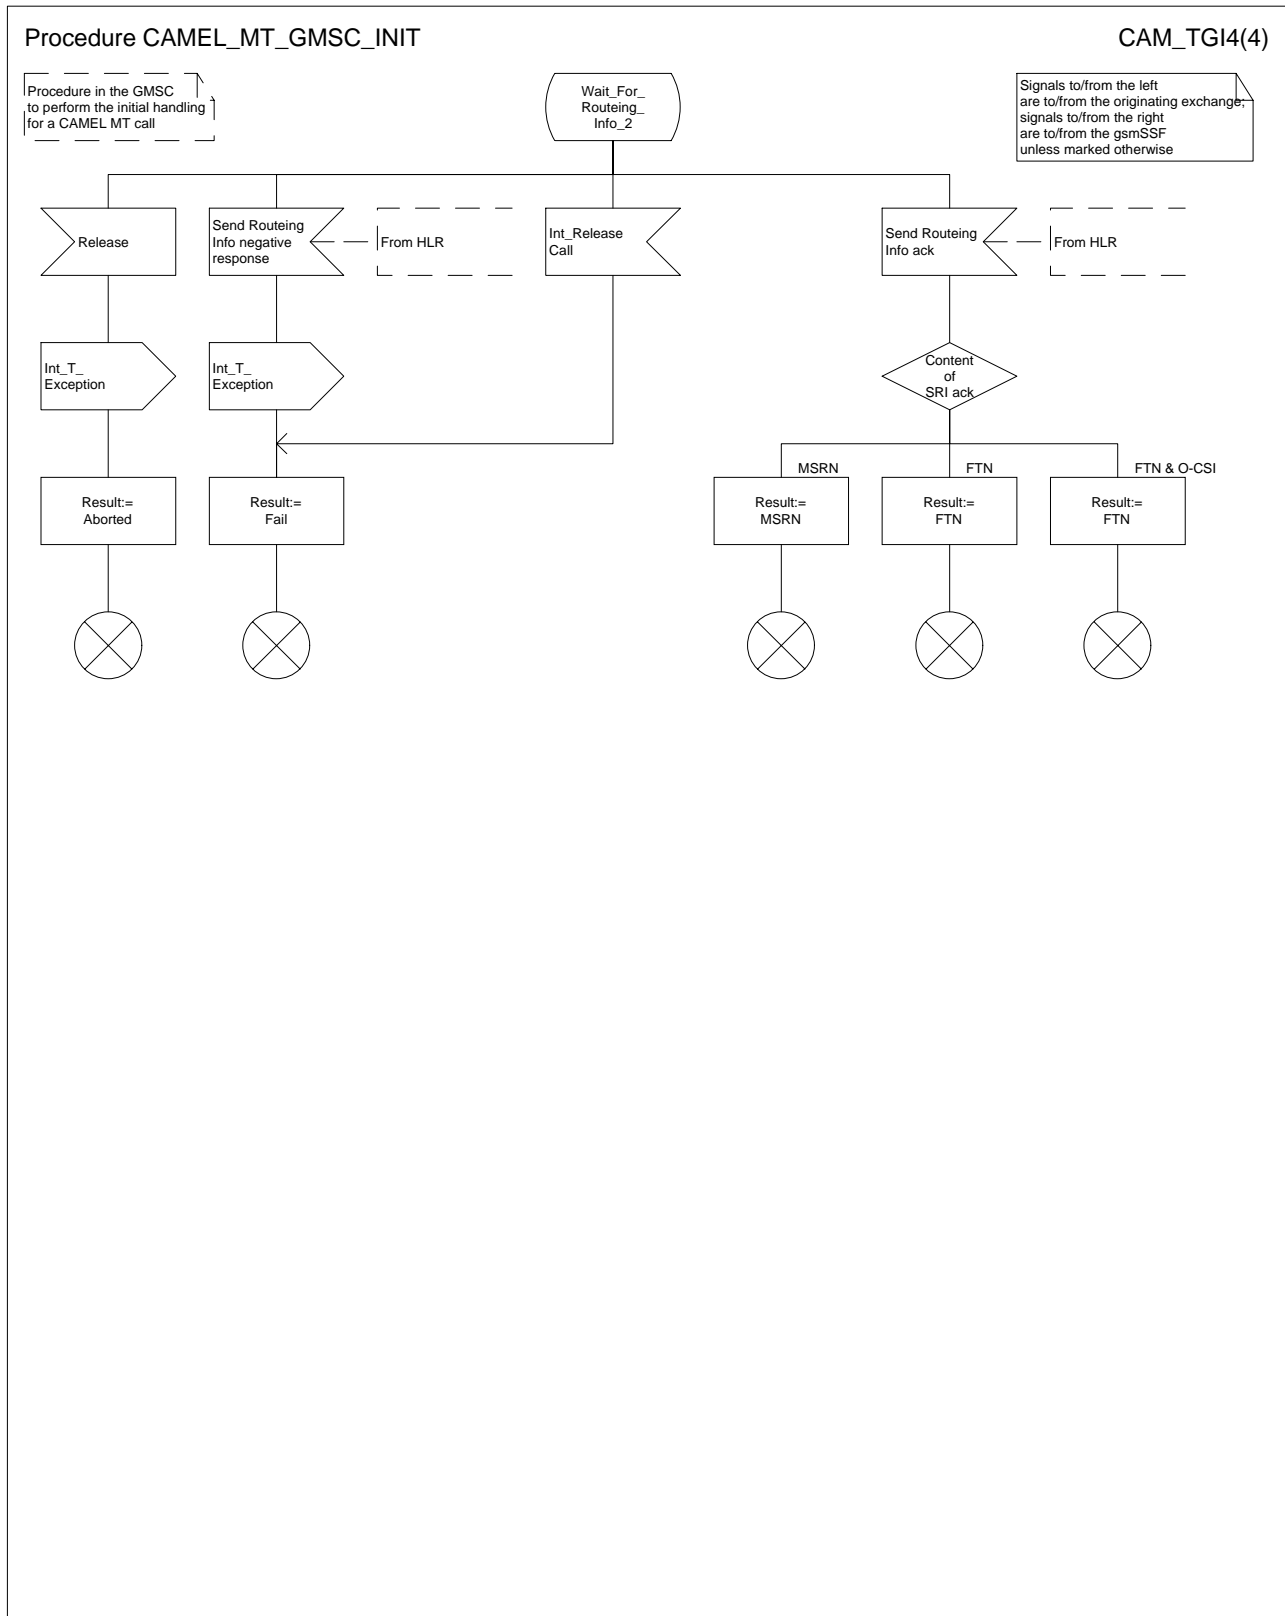 Procedure CAMEL_MT_GMSC_INIT
CAM_TGI4(4)
Procedure in the GMSC
to perform the initial handling
for a CAMEL MT call
Wait_For_
Routeing_
Info_2
Signals to/from the left
are to/from the originating exchange;
signals to/from the right
are to/from the gsmSSF
unless marked otherwise
Release
Send Routeing
Info negative
response
From HLR
Int_Release
Call
Send Routeing
Info ack
From HLR
Int_T_
Exception
Int_T_
Exception
Content
of
SRI ack
MSRN
FTN
FTN & O-CSI
Result:=
Aborted
Result:=
Fail
Result:=
MSRN
Result:=
FTN
Result:=
FTN